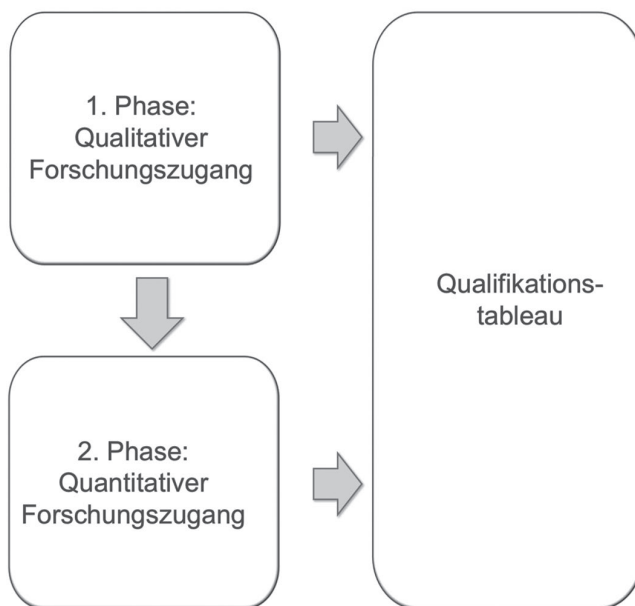 1. Phase:
Qualitativer
Forschungszugang
Qualifikations-
tableau
2. Phase:
Quantitativer
Forschungszugang